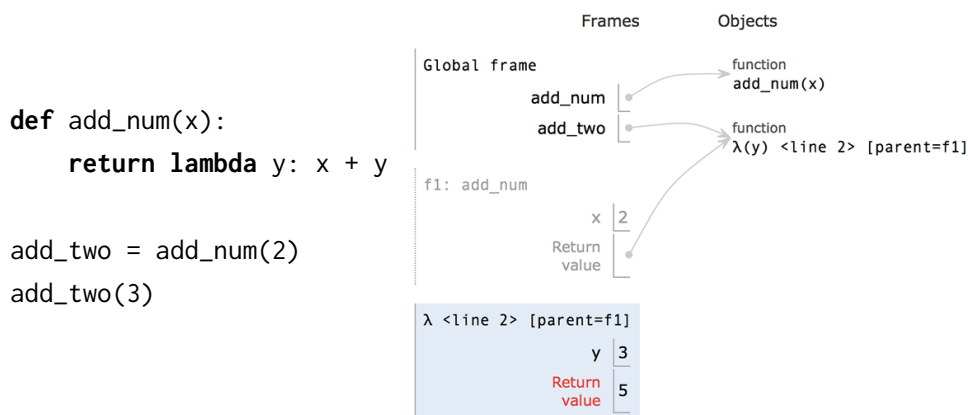 def add_num(x):
    return lambda y: x + y
add_two = add_num(2)
add_two(3)
Frames Objects
Global frame
add_num
add_two
function
add_num(x)
function
λ(y) <line 2> [parent=f1]
f1: add_num
x 2
Return
value
λ <line 2> [parent=f1]
y 3
Return
value 5